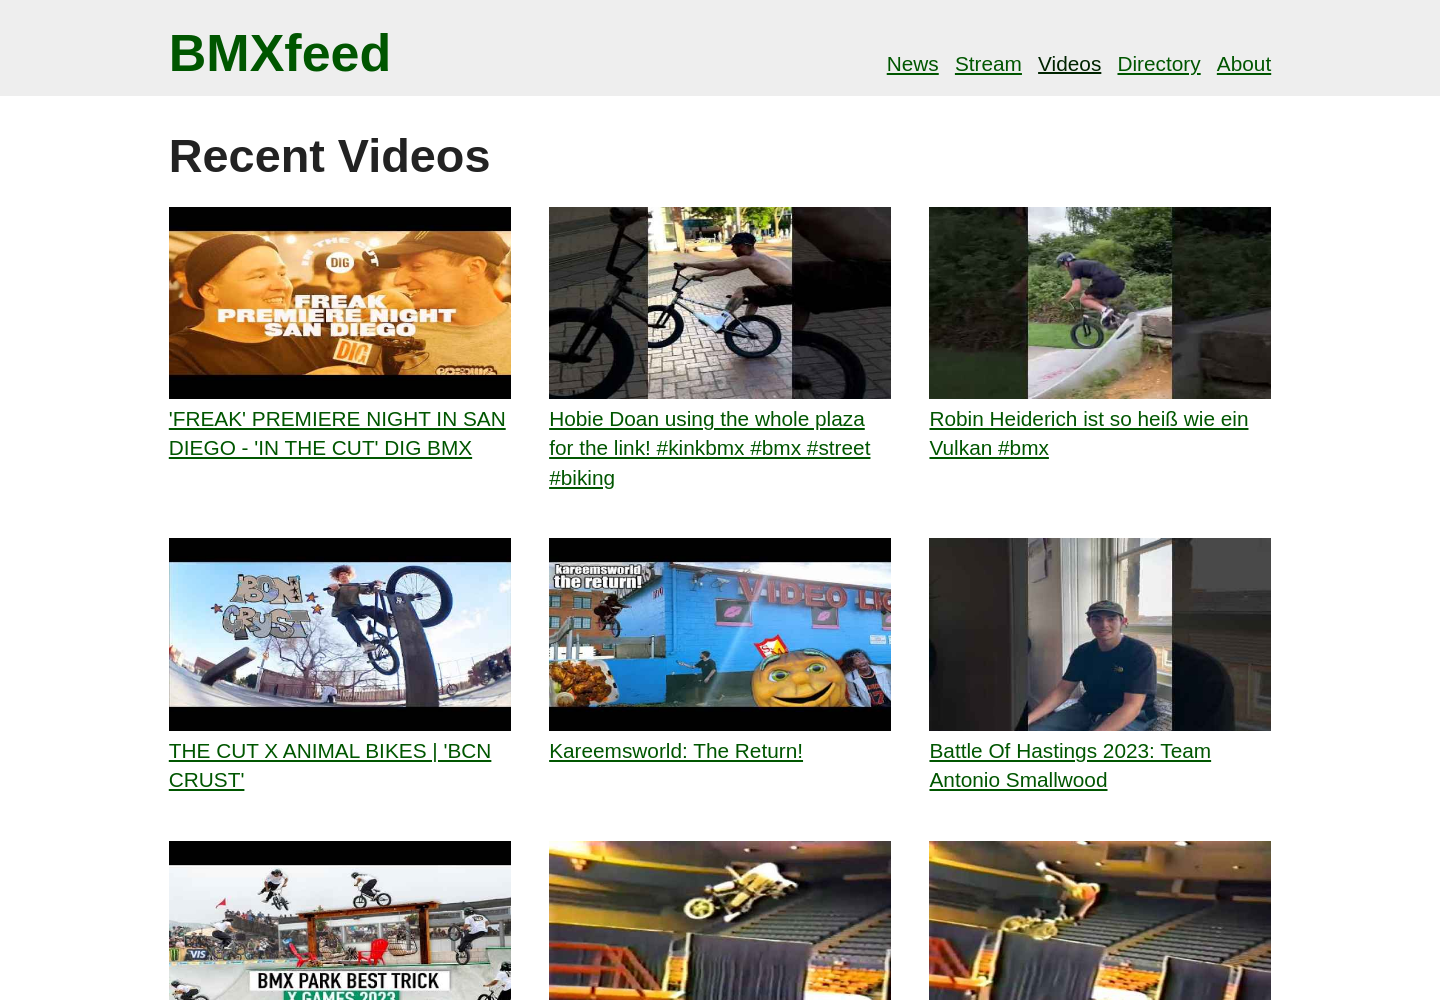 BMXfeed
News Stream Videos Directory About
Recent Videos
IN THE CUT
DIG
FREAK
PREMIERE NIGHT
SAN DIEGO
DIG
'FREAK' PREMIERE NIGHT IN SAN
DIEGO - 'IN THE CUT' DIG BMX
Hobie Doan using the whole plaza
for the link! #kinkbmx #bmx #street
#biking
Robin Heiderich ist so heiß wie ein
Vulkan #bmx
BCN
CRUST
THE CUT X ANIMAL BIKES | 'BCN
CRUST'
kareemsworld
the return!
VIDEO
Kareemsworld: The Return!
Battle Of Hastings 2023: Team
Antonio Smallwood
VIS
BMX PARK BEST TRICK
X GAMES 2023